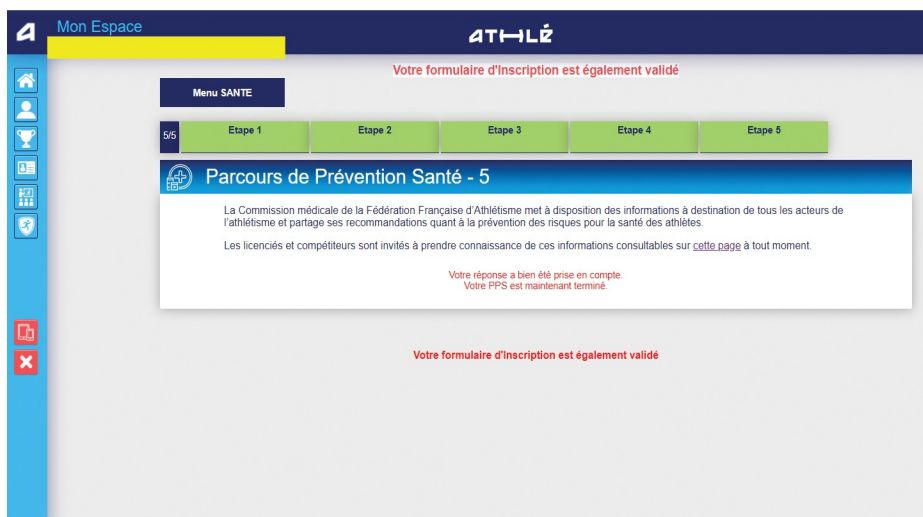 Mon Espace
ATHLÉ
Votre formulaire d'Inscription est également validé
Menu SANTE
5/5
Etape 1
Etape 2
Etape 3
Etape 4
Etape 5
Parcours de Prévention Santé - 5
La Commission médicale de la Fédération Française d'Athlétisme met à disposition des informations à destination de tous les acteurs de
l'athlétisme et partage ses recommandations quant à la prévention des risques pour la santé des athlètes.
Les licenciés et compétiteurs sont invités à prendre connaissance de ces informations consultables sur cette page à tout moment.
Votre réponse a bien été prise en compte.
Votre PPS est maintenant terminé.
Votre formulaire d'Inscription est également validé